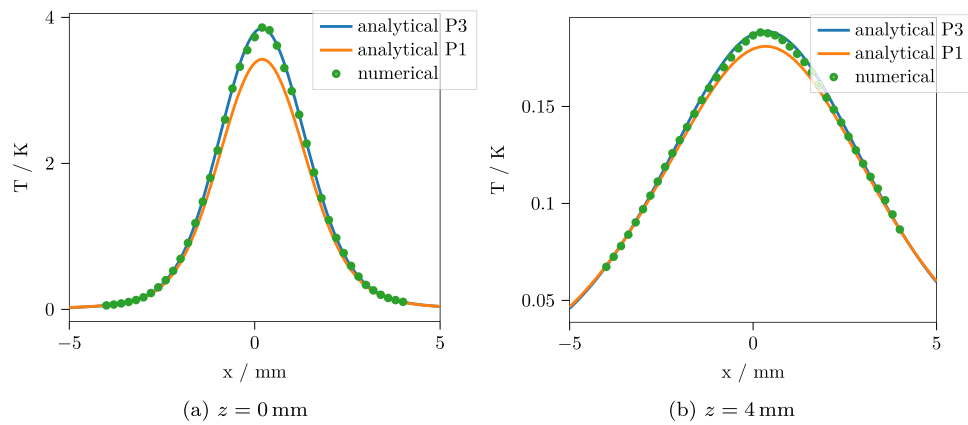 4
2
0
T / K
−5
0
5
x / mm
analytical P3
analytical P1
numerical
(a) z = 0 mm
0.15
0.1
0.05
T / K
−5
0
5
x / mm
analytical P3
analytical P1
numerical
(b) z = 4 mm